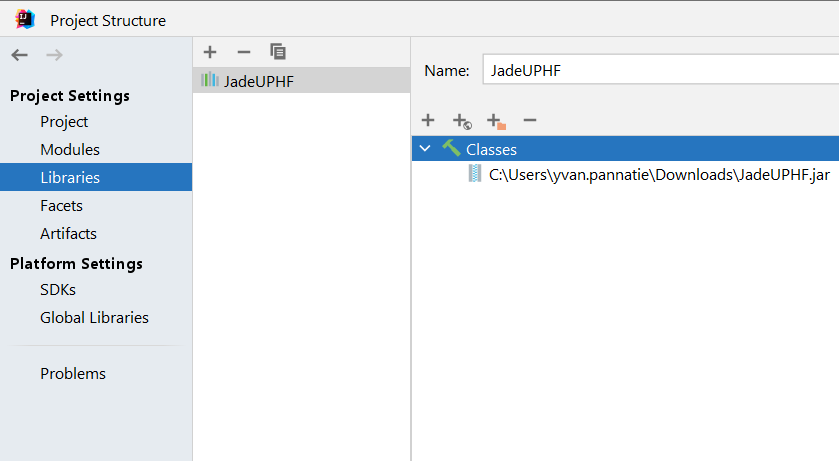 Project Structure
Project Settings
Project
Modules
Libraries
Facets
Artifacts
Platform Settings
SDKs
Global Libraries
Problems
JadeUPHF
Name: JadeUPHF
Classes
C:\Users\yvan.pannatie\Downloads\JadeUPHF.jar